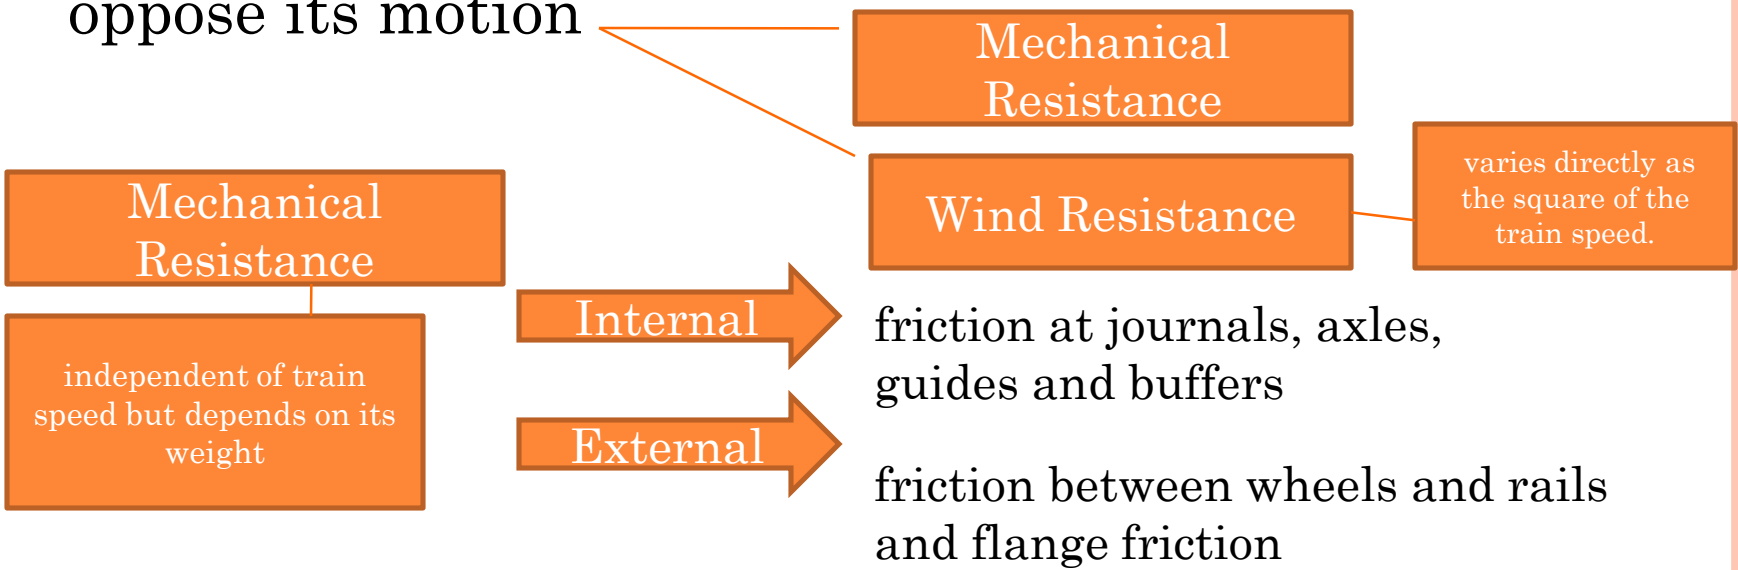 oppose its motion
Mechanical
Resistance
Wind Resistance
varies directly as
the square of the
train speed.
Mechanical
Resistance
independent of train
speed but depends on its
weight
Internal
friction at journals, axles,
guides and buffers
External
friction between wheels and rails
and flange friction